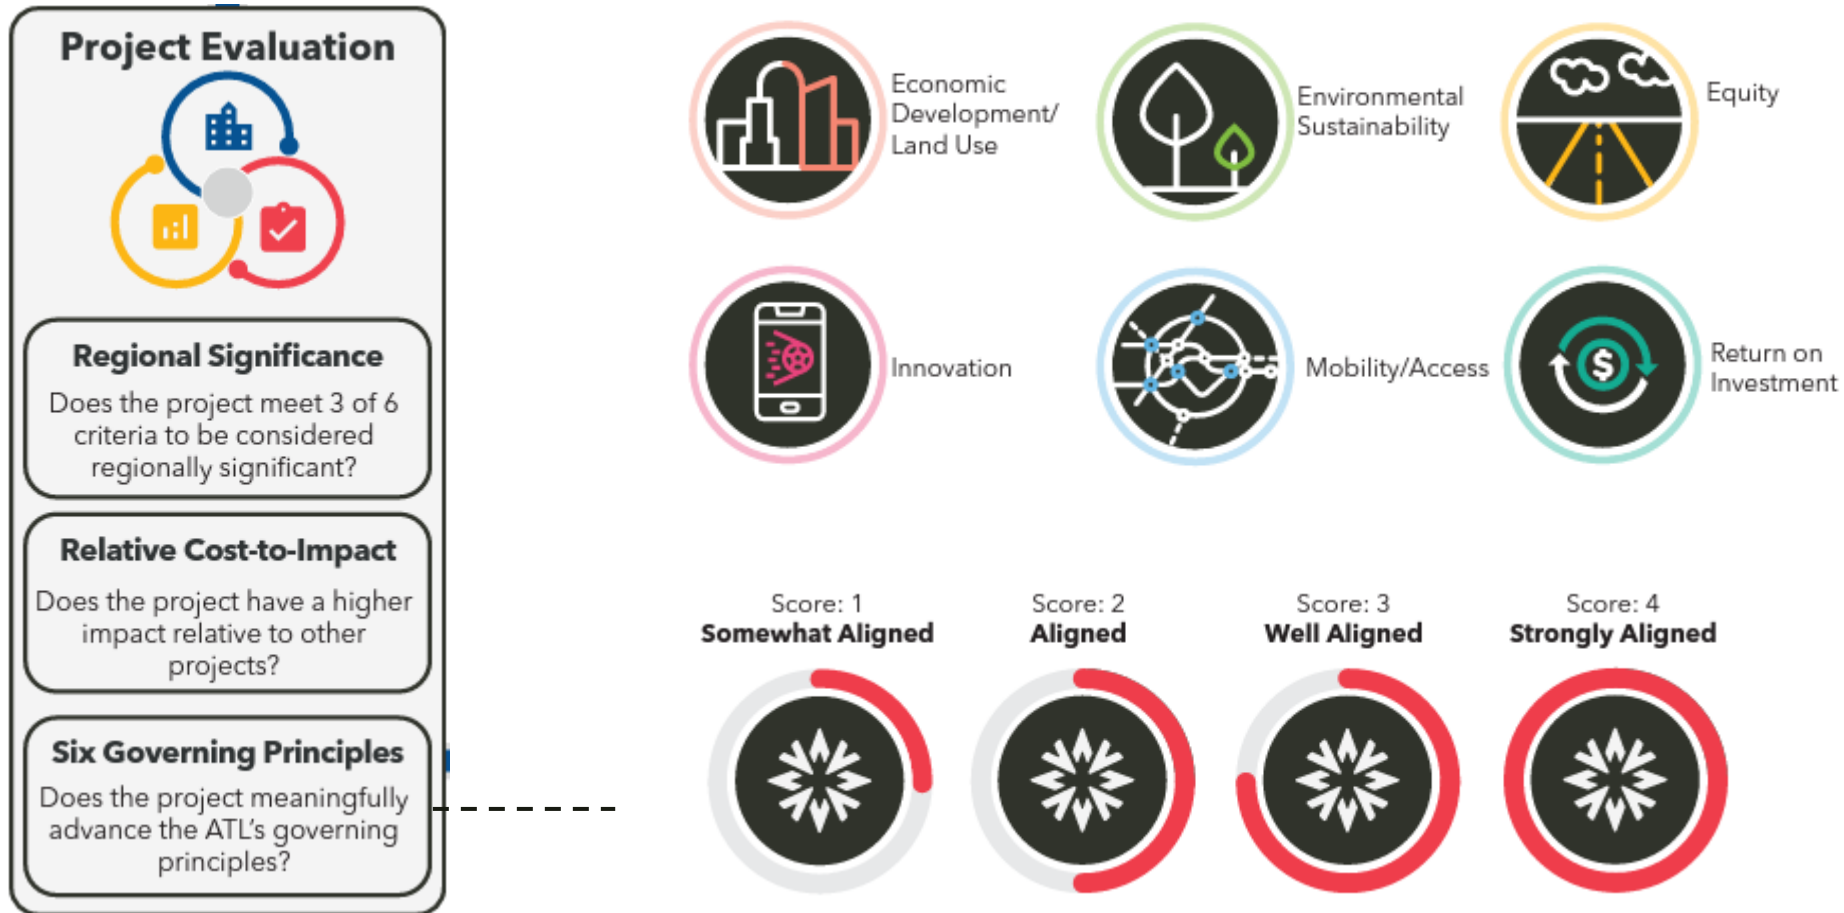 Project Evaluation
Regional Significance
Does the project meet 3 of 6
criteria to be considered
regionally significant?
Relative Cost-to-Impact
Does the project have a higher
impact relative to other
projects?
Six Governing Principles
Does the project meaningfully
advance the ATL's governing
principles?
Economic
Development/
Land Use
Environmental
Sustainability
Equity
Innovation
Mobility/Access
$
Return on
Investment
Score: 1
Somewhat Aligned
Score: 2
Aligned
Score: 3
Well Aligned
Score: 4
Strongly Aligned